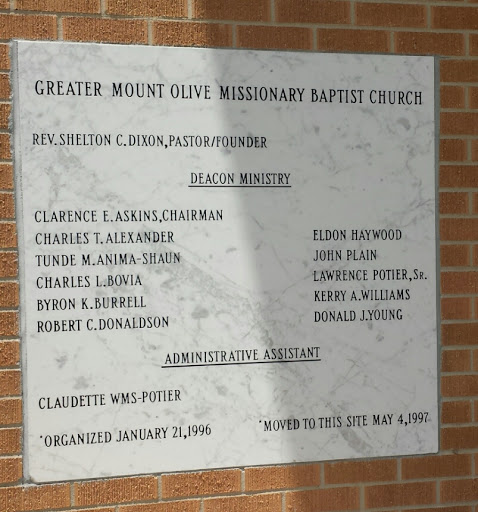 GREATER MOUNT OLIVE MISSIONARY BAPTIST CHURCH
REV. SHELTON C. DIXON, PASTOR/FOUNDER
DEACON MINISTRY
CLARENCE E. ASKINS, CHAIRMAN
CHARLES T. ALEXANDER
TUNDE M. ANIMA-SHAUN
CHARLES L. BOVIA
BYRON K. BURRELL
ROBERT C. DONALDSON
ELDON HAYWOOD
JOHN PLAIN
LAWRENCE POTIER, SR.
KERRY A. WILLIAMS
DONALD J. YOUNG
ADMINISTRATIVE ASSISTANT
CLAUDETTE WMS-POTIER
*ORGANIZED JANUARY 21, 1996
*MOVED TO THIS SITE MAY 4, 1997